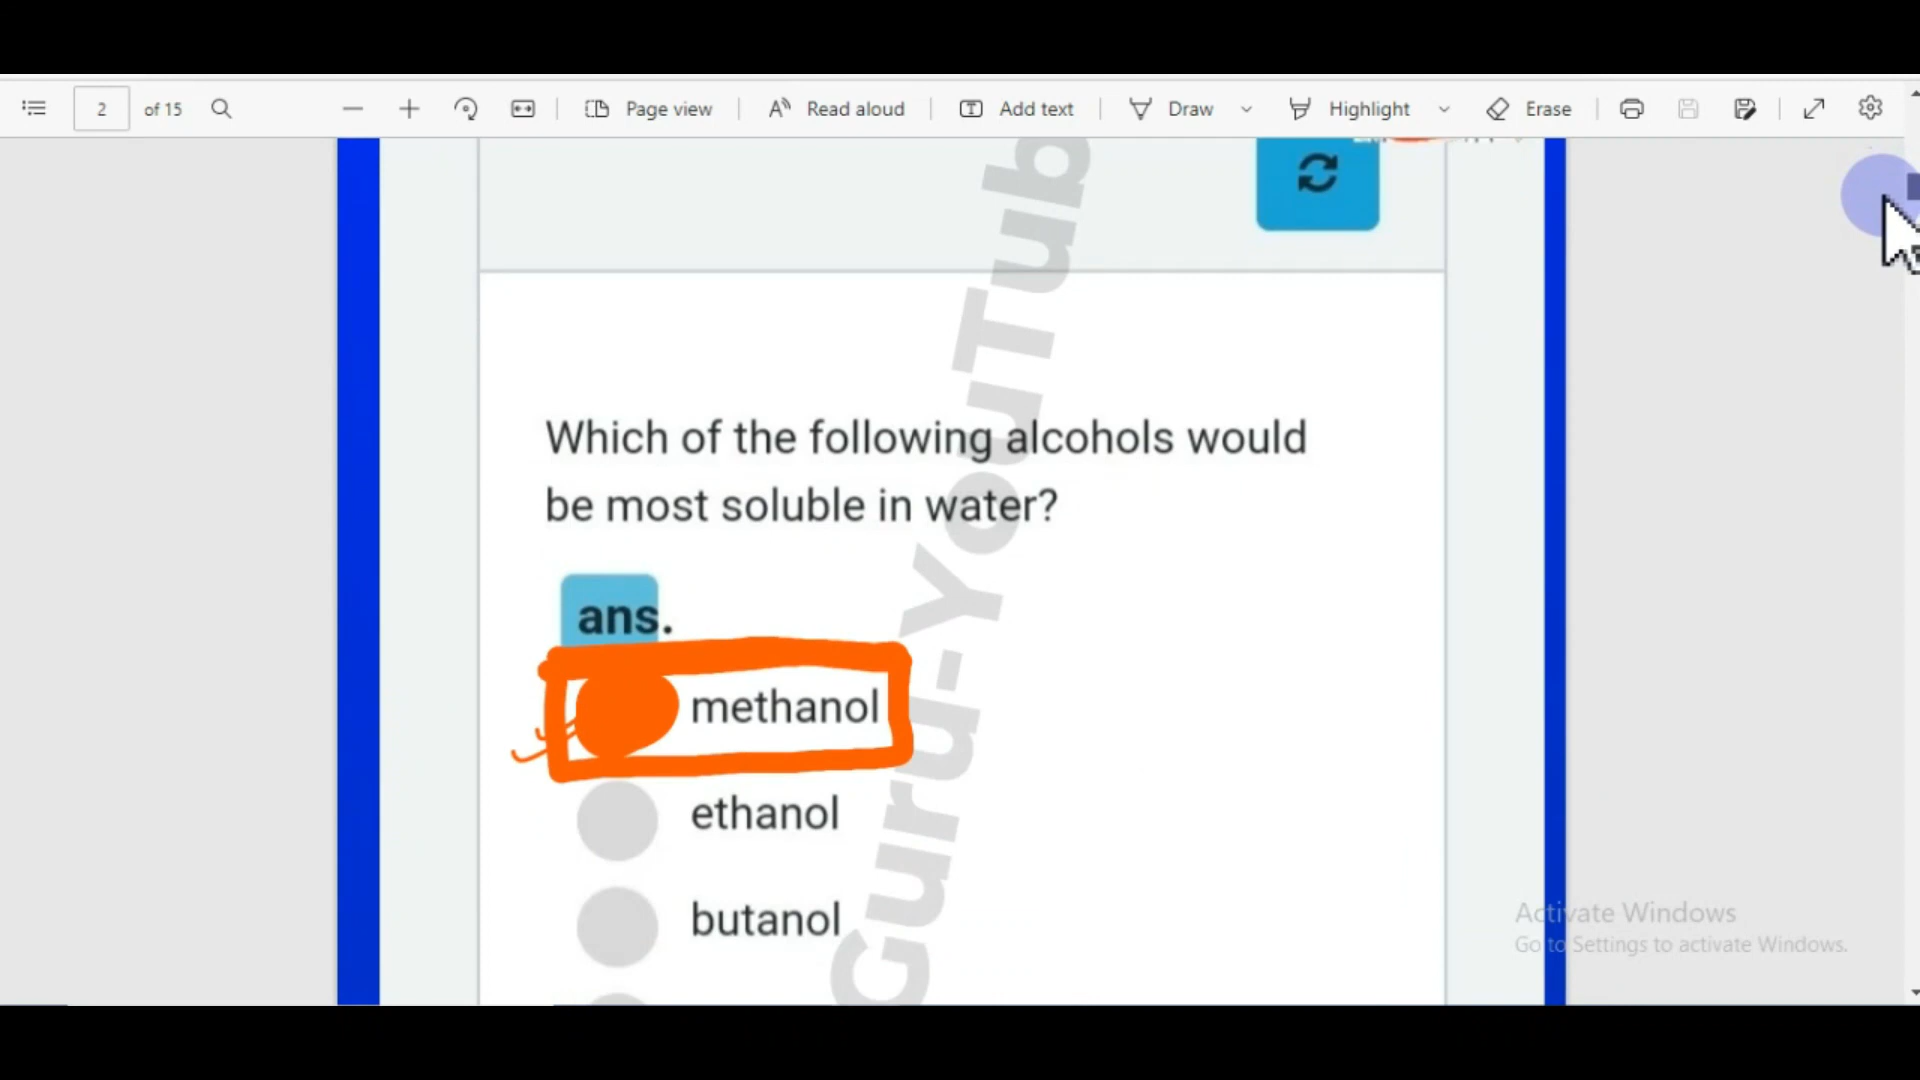 2 of 15 Page view Read aloud Add text Draw Highlight Erase
Guru-YouTub
Which of the following alcohols would
be most soluble in water?
ans.
methanol
ethanol
butanol
Activate Windows
Go to Settings to activate Windows.